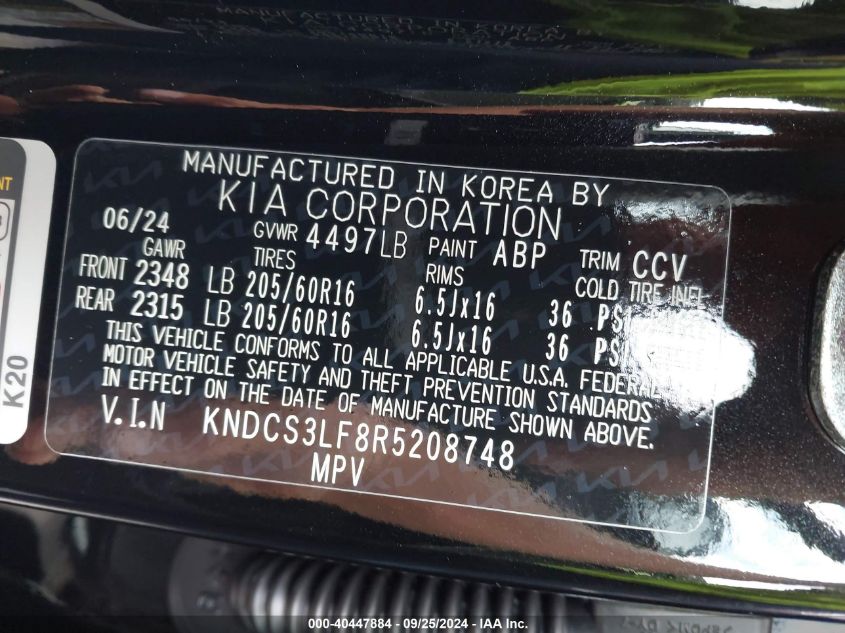 MANUFACTURED IN KOREA BY
KIA CORPORATION
06/24 GVWR 4497LB PAINT ABP TRIM CCV
GAWR TIRES RIMS COLD TIRE INFL
FRONT 2348 LB 205/60R16 6.5Jx16 36 PSI
REAR 2315 LB 205/60R16 6.5Jx16 36 PSI
THIS VEHICLE CONFORMS TO ALL APPLICABLE U.S.A. FEDERAL
MOTOR VEHICLE SAFETY AND THEFT PREVENTION STANDARDS
IN EFFECT ON THE DATE OF MANUFACTURE SHOWN ABOVE.
V.I.N KNDCS3LF8R5208748
MPV
K20
000-40447884 - 09/25/2024 - IAA Inc.